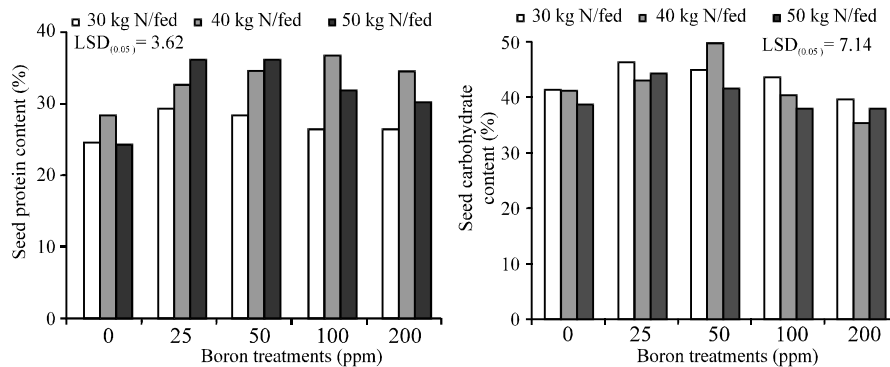 30 kg N/fed 40 kg N/fed 50 kg N/fed
LSD(0.05) = 3.62
Seed protein content (%)
40
30
20
10
0
0 25 50 100 200
Boron treatments (ppm)
30 kg N/fed 40 kg N/fed 50 kg N/fed
LSD(0.05) = 7.14
Seed carbohydrate
content (%)
50
40
30
20
10
0
0 25 50 100 200
Boron treatments (ppm)